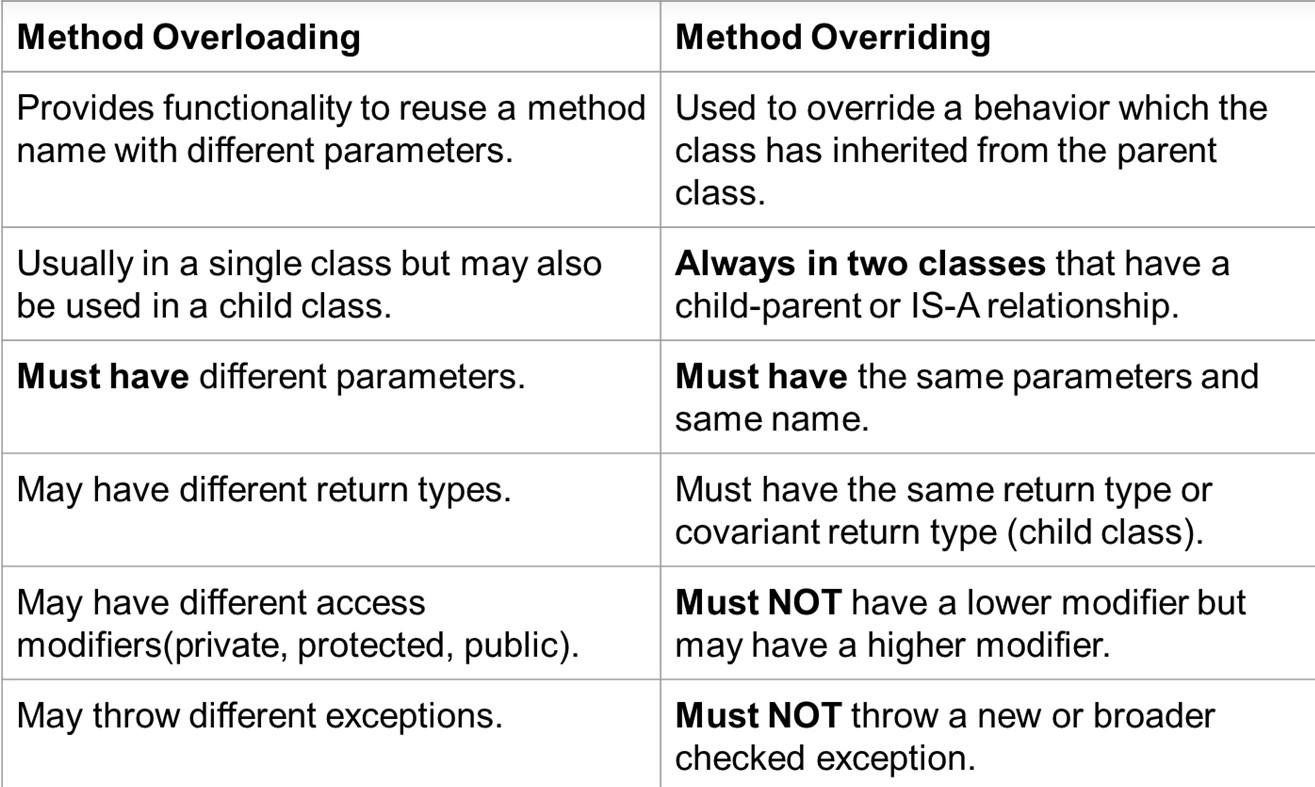 Method Overloading
Method Overriding
Provides functionality to reuse a method
name with different parameters.
Used to override a behavior which the
class has inherited from the parent
class.
Usually in a single class but may also
be used in a child class.
Always in two classes that have a
child-parent or IS-A relationship.
Must have different parameters.
Must have the same parameters and
same name.
May have different return types.
Must have the same return type or
covariant return type (child class).
May have different access
modifiers(private, protected, public).
Must NOT have a lower modifier but
may have a higher modifier.
May throw different exceptions.
Must NOT throw a new or broader
checked exception.